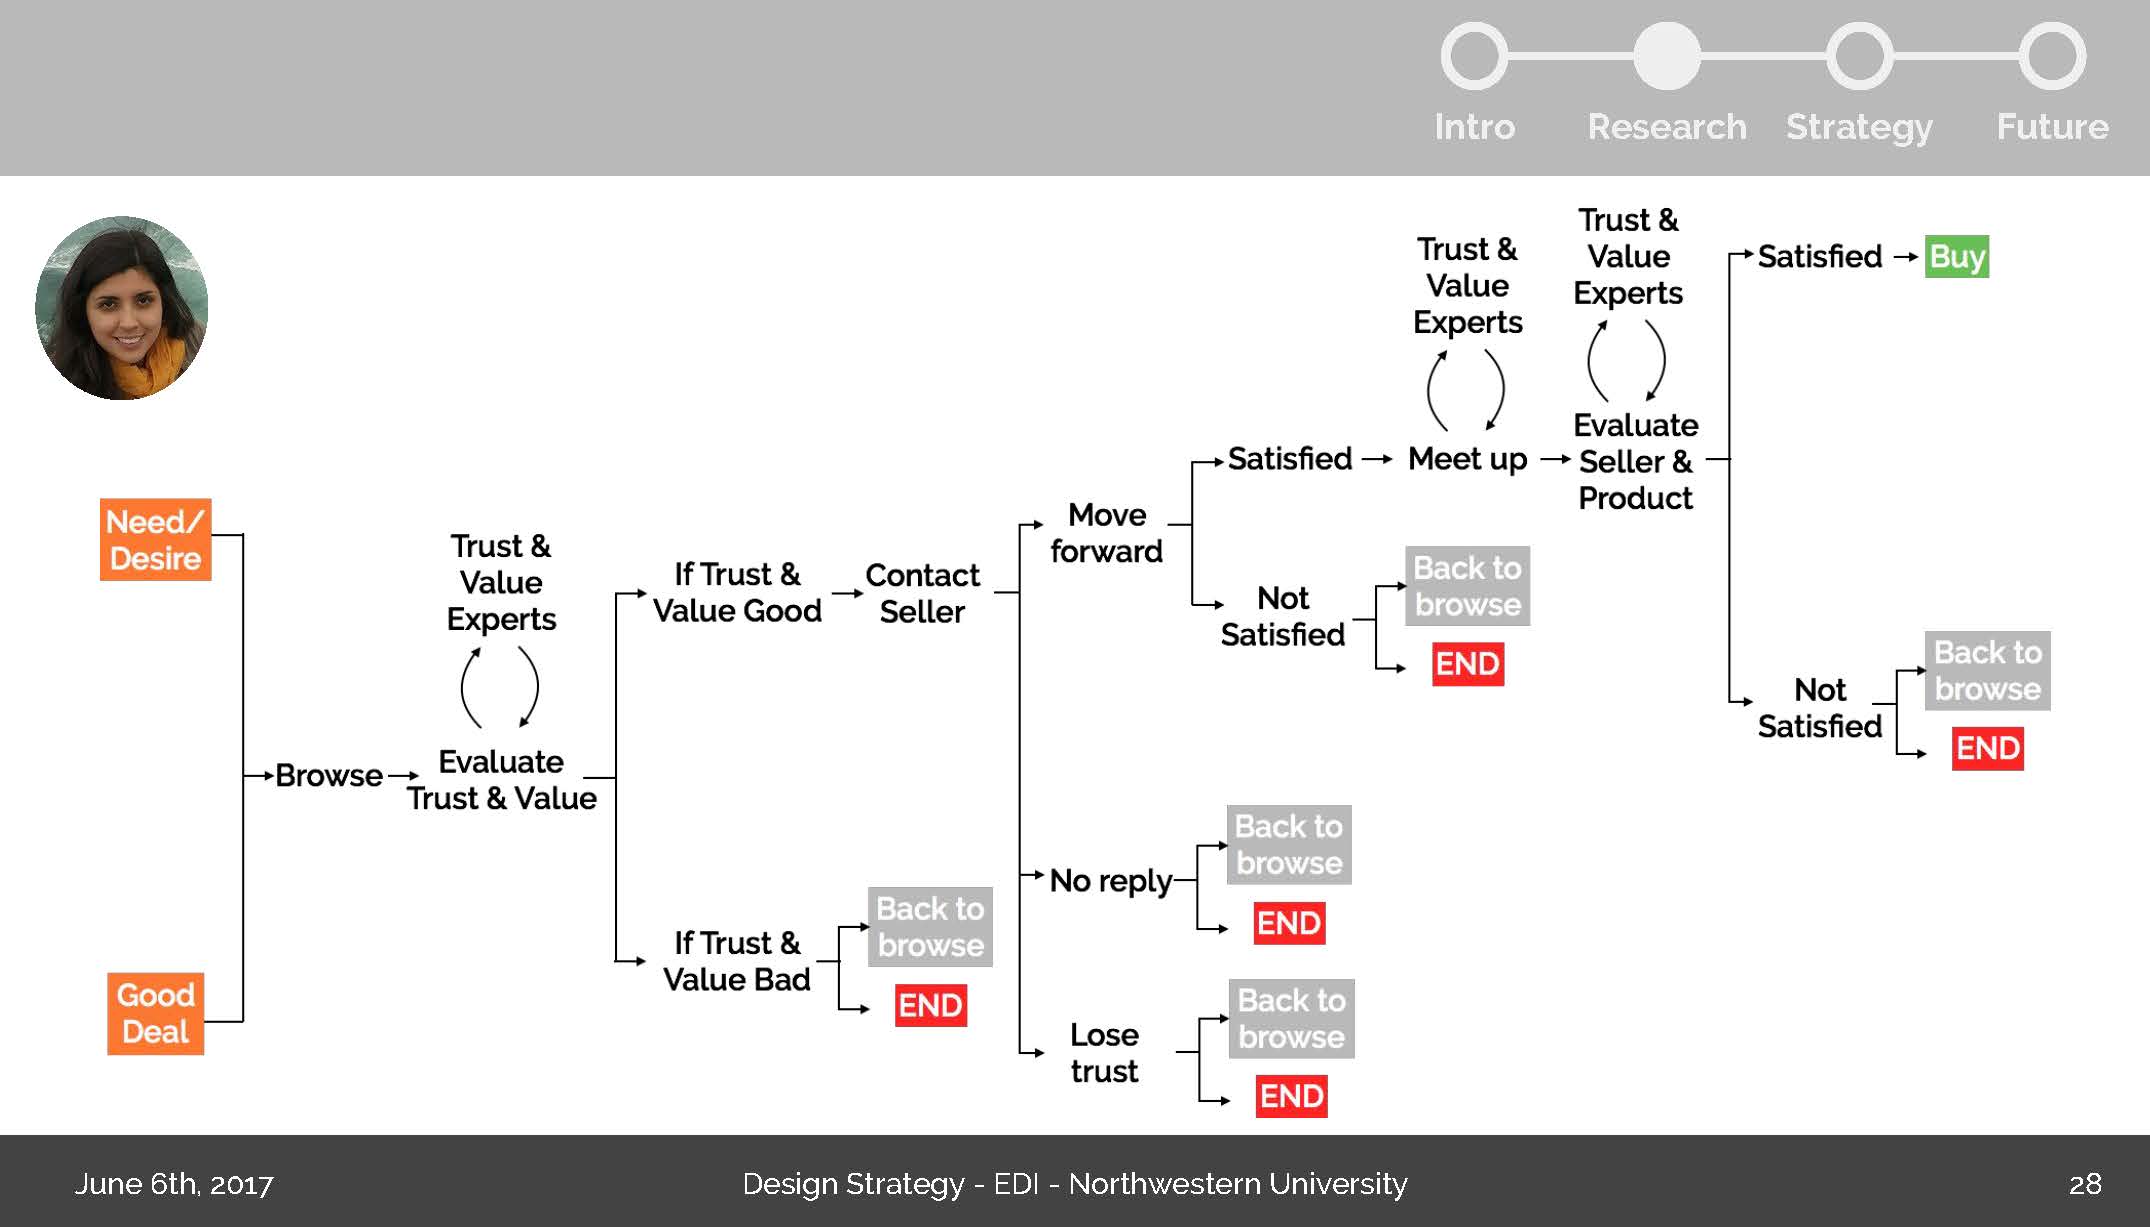 Intro
Research
Strategy
Future
Need/
Desire
Good
Deal
Browse
Trust &
Value
Experts
Evaluate
Trust & Value
If Trust &
Value Good
If Trust &
Value Bad
Back to
browse
END
Contact
Seller
Move
forward
No reply
Back to
browse
END
Lose
trust
Back to
browse
END
Satisfied
Not
Satisfied
Back to
browse
END
Trust &
Value
Experts
Meet up
Trust &
Value
Experts
Evaluate
Seller &
Product
Satisfied
Buy
Not
Satisfied
Back to
browse
END
June 6th, 2017
Design Strategy - EDI - Northwestern University
28